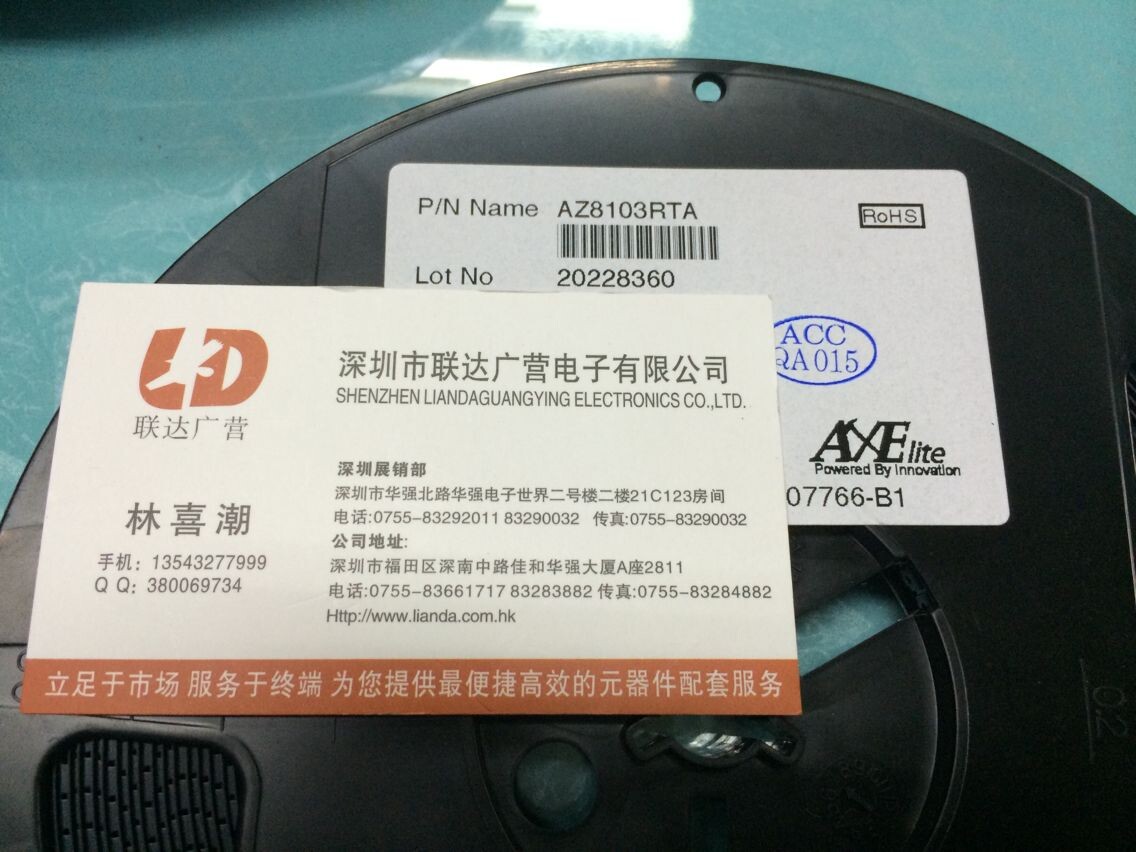 P/N Name AZ8103RTA
RoHS
Lot No 20228360
ACC
QA015
AXElite
Powered By Innovation
07766-B1
LD
联达广营
深圳市联达广营电子有限公司
SHENZHEN LIANDAGUANGYING ELECTRONICS CO.,LTD.
林喜潮
手机：13543277999
QQ：380069734
深圳展销部
深圳市华强北路华强电子世界二号楼二楼21C123房间
电话:0755-83292011 83290032 传真:0755-83290032
公司地址:
深圳市福田区深南中路佳和华强大厦A座2811
电话:0755-83661717 83283882 传真:0755-83284882
Http://www.lianda.com.hk
立足于市场 服务于终端 为您提供最便捷高效的元器件配套服务
02